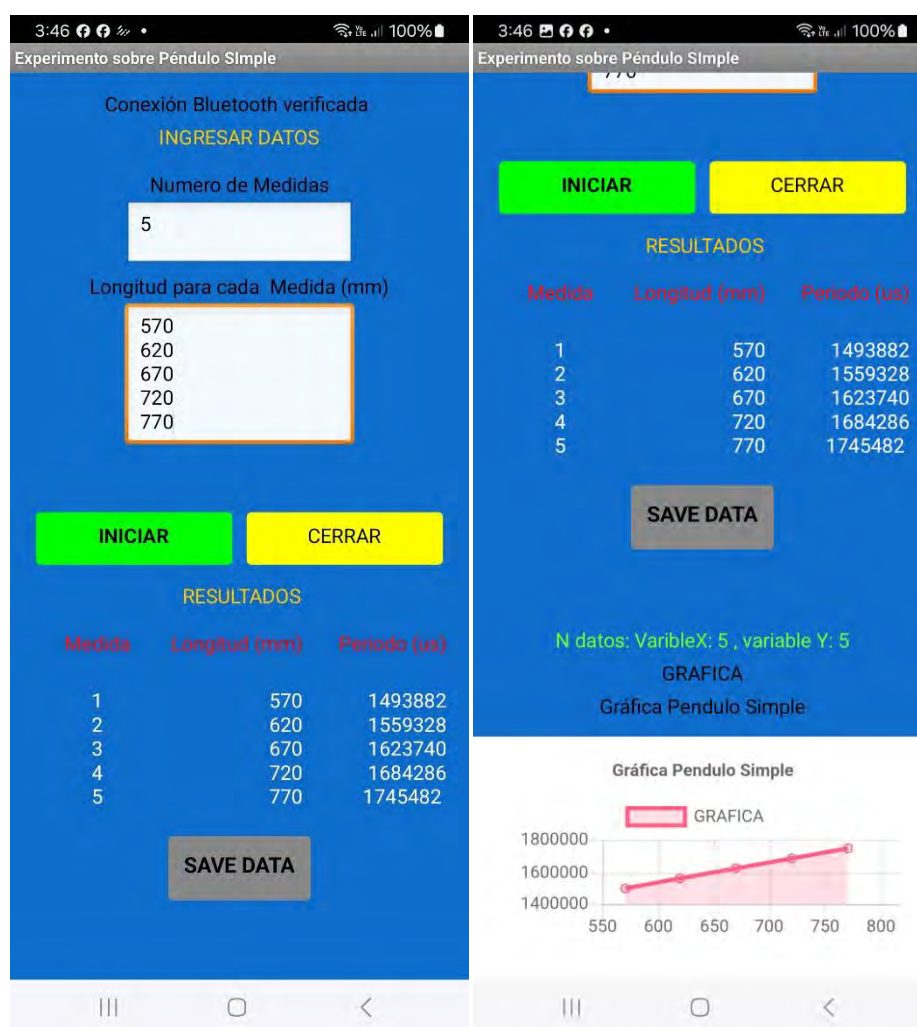 3:46
100%
Experimento sobre Péndulo SImple
Conexión Bluetooth verificada
INGRESAR DATOS
Numero de Medidas
5
Longitud para cada Medida (mm)
570
620
670
720
770
INICIAR CERRAR
RESULTADOS
Medida Longitud (mm) Periodo (us)
1 570 1493882
2 620 1559328
3 670 1623740
4 720 1684286
5 770 1745482
SAVE DATA
3:46
100%
Experimento sobre Péndulo SImple
INICIAR CERRAR
RESULTADOS
Medida Longitud (mm) Periodo (us)
1 570 1493882
2 620 1559328
3 670 1623740
4 720 1684286
5 770 1745482
SAVE DATA
N datos: VaribleX: 5 , variable Y: 5
GRAFICA
Gráfica Pendulo Simple
Gráfica Pendulo Simple
GRAFICA
1800000
1600000
1400000
550 600 650 700 750 800